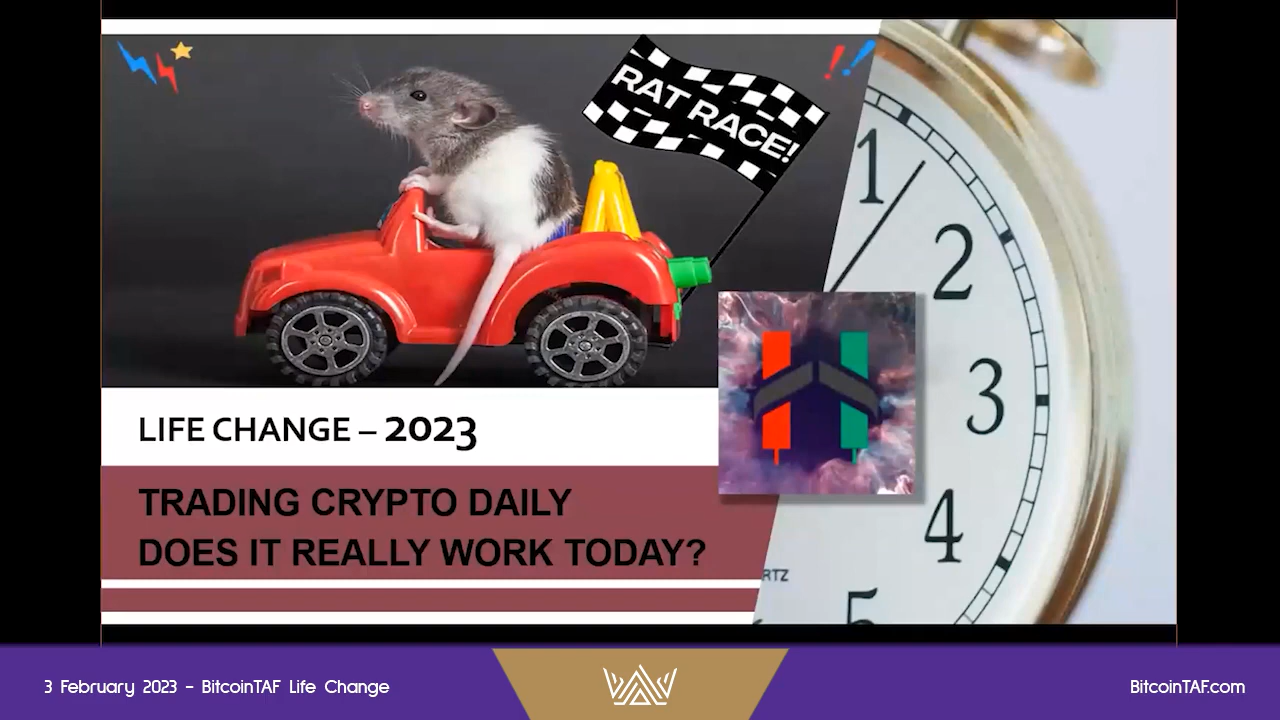 RAT RACE!
1
2
3
4
5
LIFE CHANGE – 2023
TRADING CRYPTO DAILY
DOES IT REALLY WORK TODAY?
RTZ
3 February 2023 - BitcoinTAF Life Change
BitcoinTAF.com